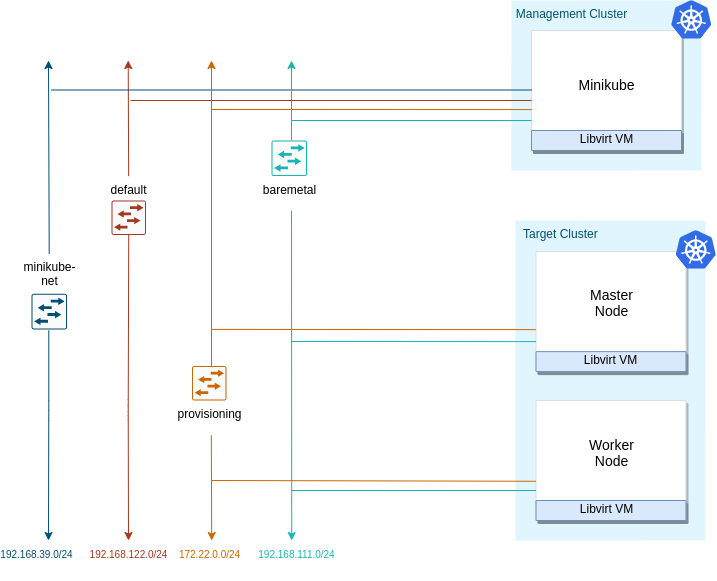 Management Cluster
Minikube
Libvirt VM
baremetal
default
Target Cluster
minikube-
net
Master
Node
Libvirt VM
provisioning
Worker
Node
Libvirt VM
192.168.39.0/24
192.168.122.0/24
172.22.0.0/24
192.168.111.0/24